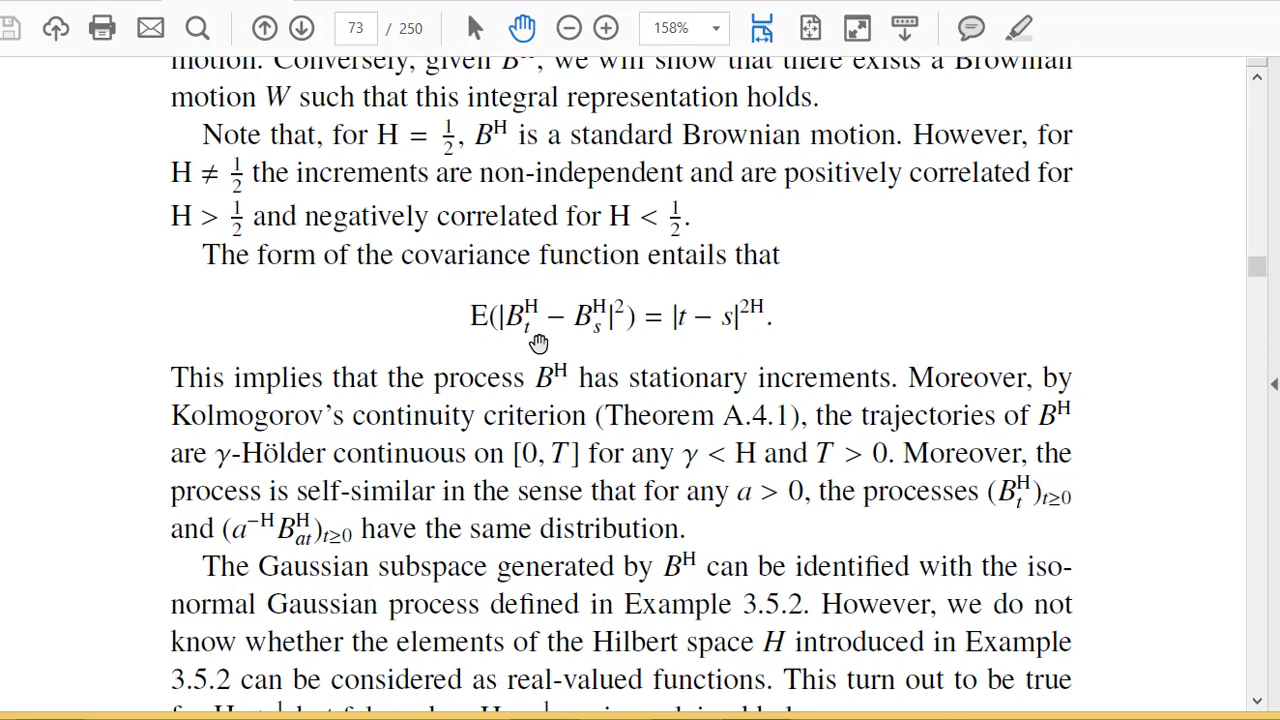 73 / 250
158%
motion. Conversely, given B^H, we will show that there exists a Brownian
motion W such that this integral representation holds.
Note that, for H = 1/2, B^H is a standard Brownian motion. However, for
H ≠ 1/2 the increments are non-independent and are positively correlated for
H > 1/2 and negatively correlated for H < 1/2.
The form of the covariance function entails that
E(|B_t^H − B_s^H|^2) = |t − s|^{2H}.
This implies that the process B^H has stationary increments. Moreover, by
Kolmogorov's continuity criterion (Theorem A.4.1), the trajectories of B^H
are γ-Hölder continuous on [0, T] for any γ < H and T > 0. Moreover, the
process is self-similar in the sense that for any a > 0, the processes (B_t^H)_{t≥0}
and (a^{−H}B_{at}^H)_{t≥0} have the same distribution.
The Gaussian subspace generated by B^H can be identified with the iso-
normal Gaussian process defined in Example 3.5.2. However, we do not
know whether the elements of the Hilbert space H introduced in Example
3.5.2 can be considered as real-valued functions. This turn out to be true